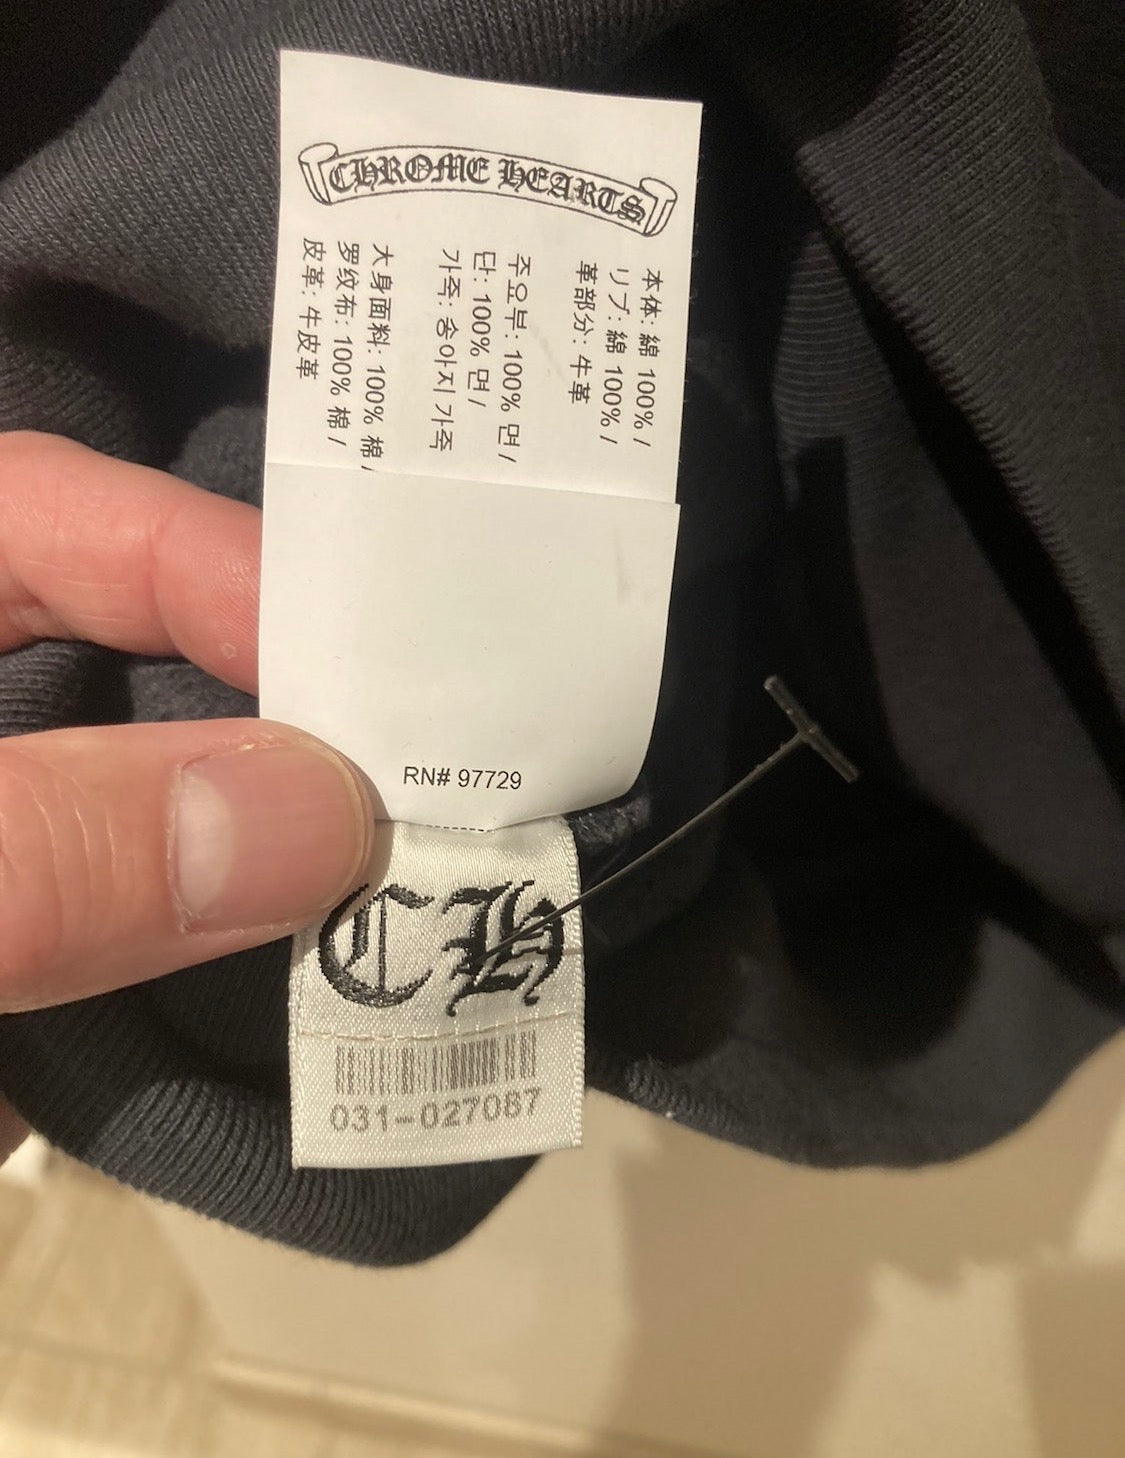 CHROME HEARTS
本体: 綿 100% /
リブ: 綿 100% /
革部分: 牛革
주요부: 100% 면 /
단: 100% 면 /
가죽: 송아지 가죽
大身面料: 100% 棉 /
罗纹布: 100% 棉 /
皮革: 牛皮革
RN# 97729
CH
031-027087